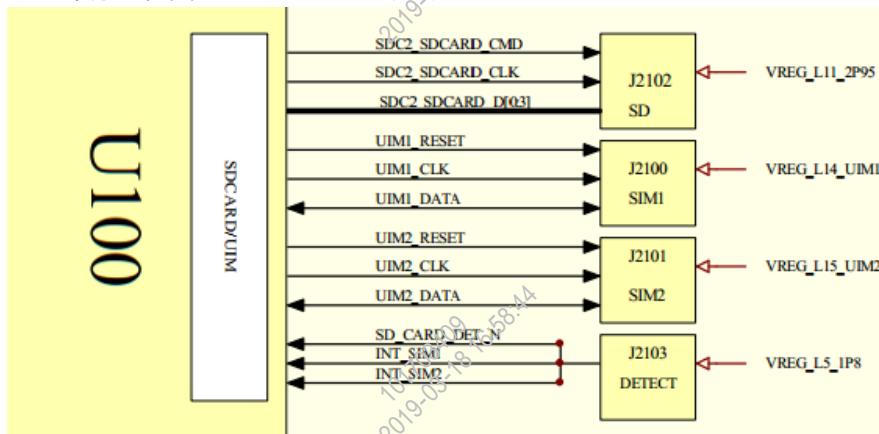 SDC2_SDCARD_CMD
SDC2_SDCARD_CLK
SDC2_SDCARD_D[0:3]
J2102
SD
VREG_L11_2P95
U100
SDCARD/UIM
UIM1_RESET
UIM1_CLK
UIM1_DATA
J2100
SIM1
VREG_L14_UIM1
UIM2_RESET
UIM2_CLK
UIM2_DATA
J2101
SIM2
VREG_L15_UIM2
SD_CARD_DET_N
INT_SIM1
INT_SIM2
J2103
DETECT
VREG_L5_1P8